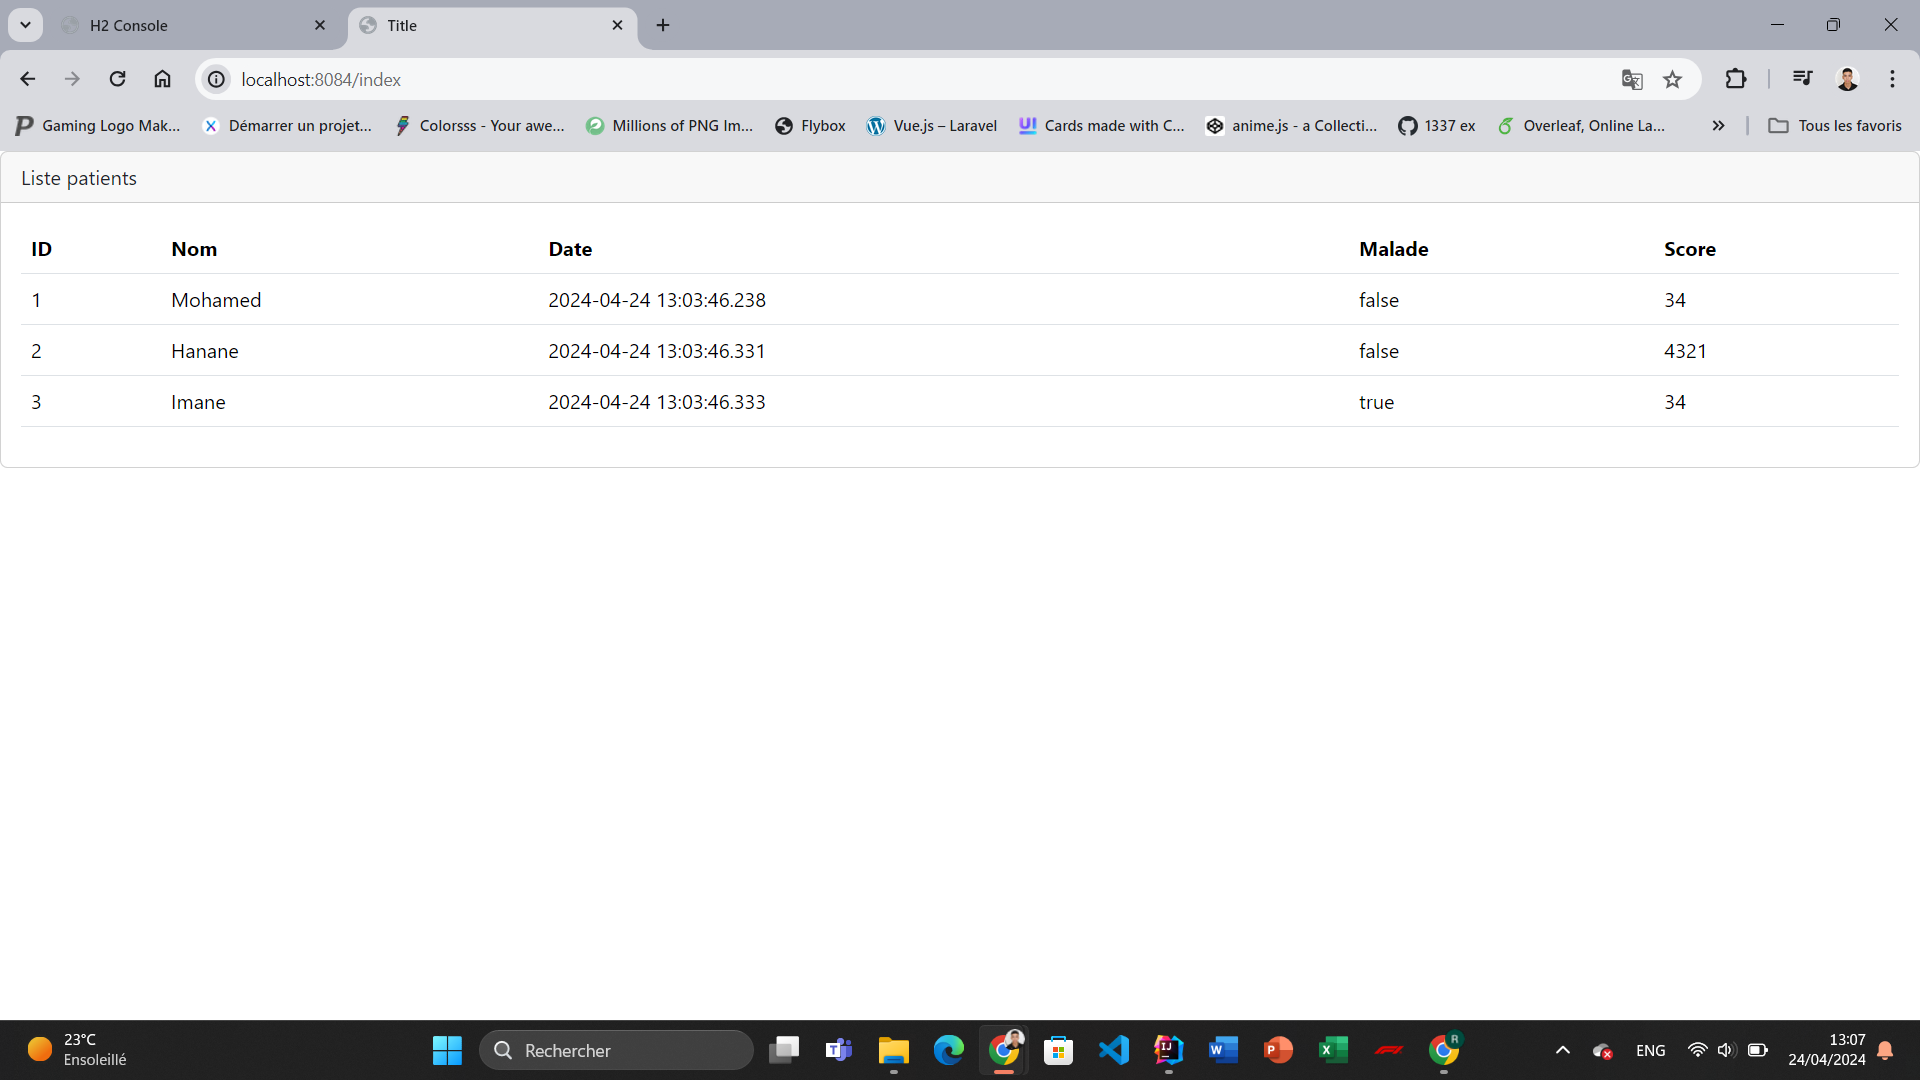 H2 Console
Title
localhost:8084/index
Gaming Logo Mak...
Démarrer un projet...
Colorsss - Your awe...
Millions of PNG Im...
Flybox
Vue.js – Laravel
Cards made with C...
anime.js - a Collecti...
1337 ex
Overleaf, Online La...
Tous les favoris
Liste patients
ID Nom Date Malade Score
1 Mohamed 2024-04-24 13:03:46.238 false 34
2 Hanane 2024-04-24 13:03:46.331 false 4321
3 Imane 2024-04-24 13:03:46.333 true 34
23°C
Ensoleillé
Rechercher
ENG
13:07
24/04/2024